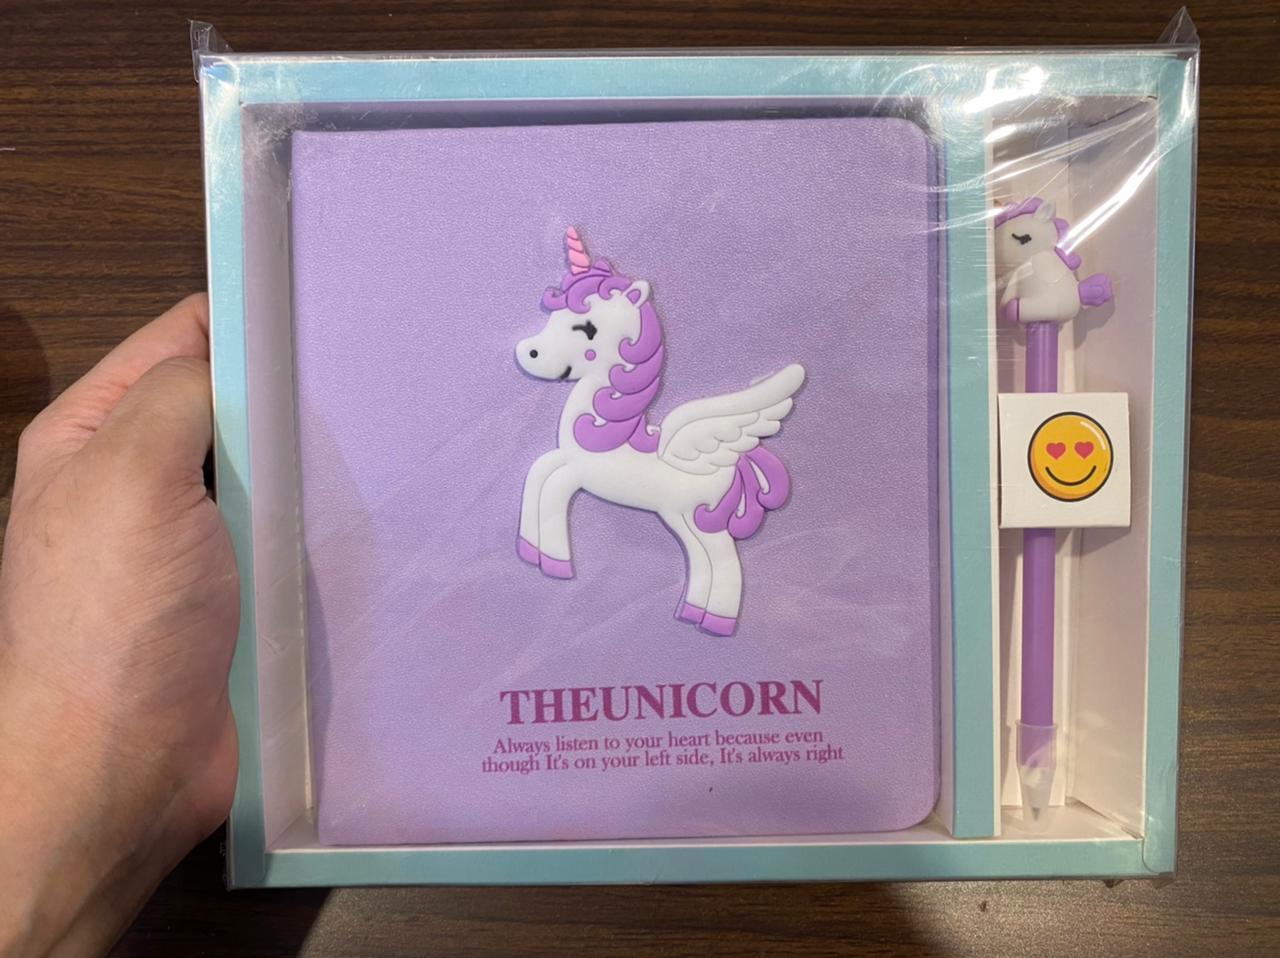 THEUNICORN
Always listen to your heart because even
though It's on your left side, It's always right